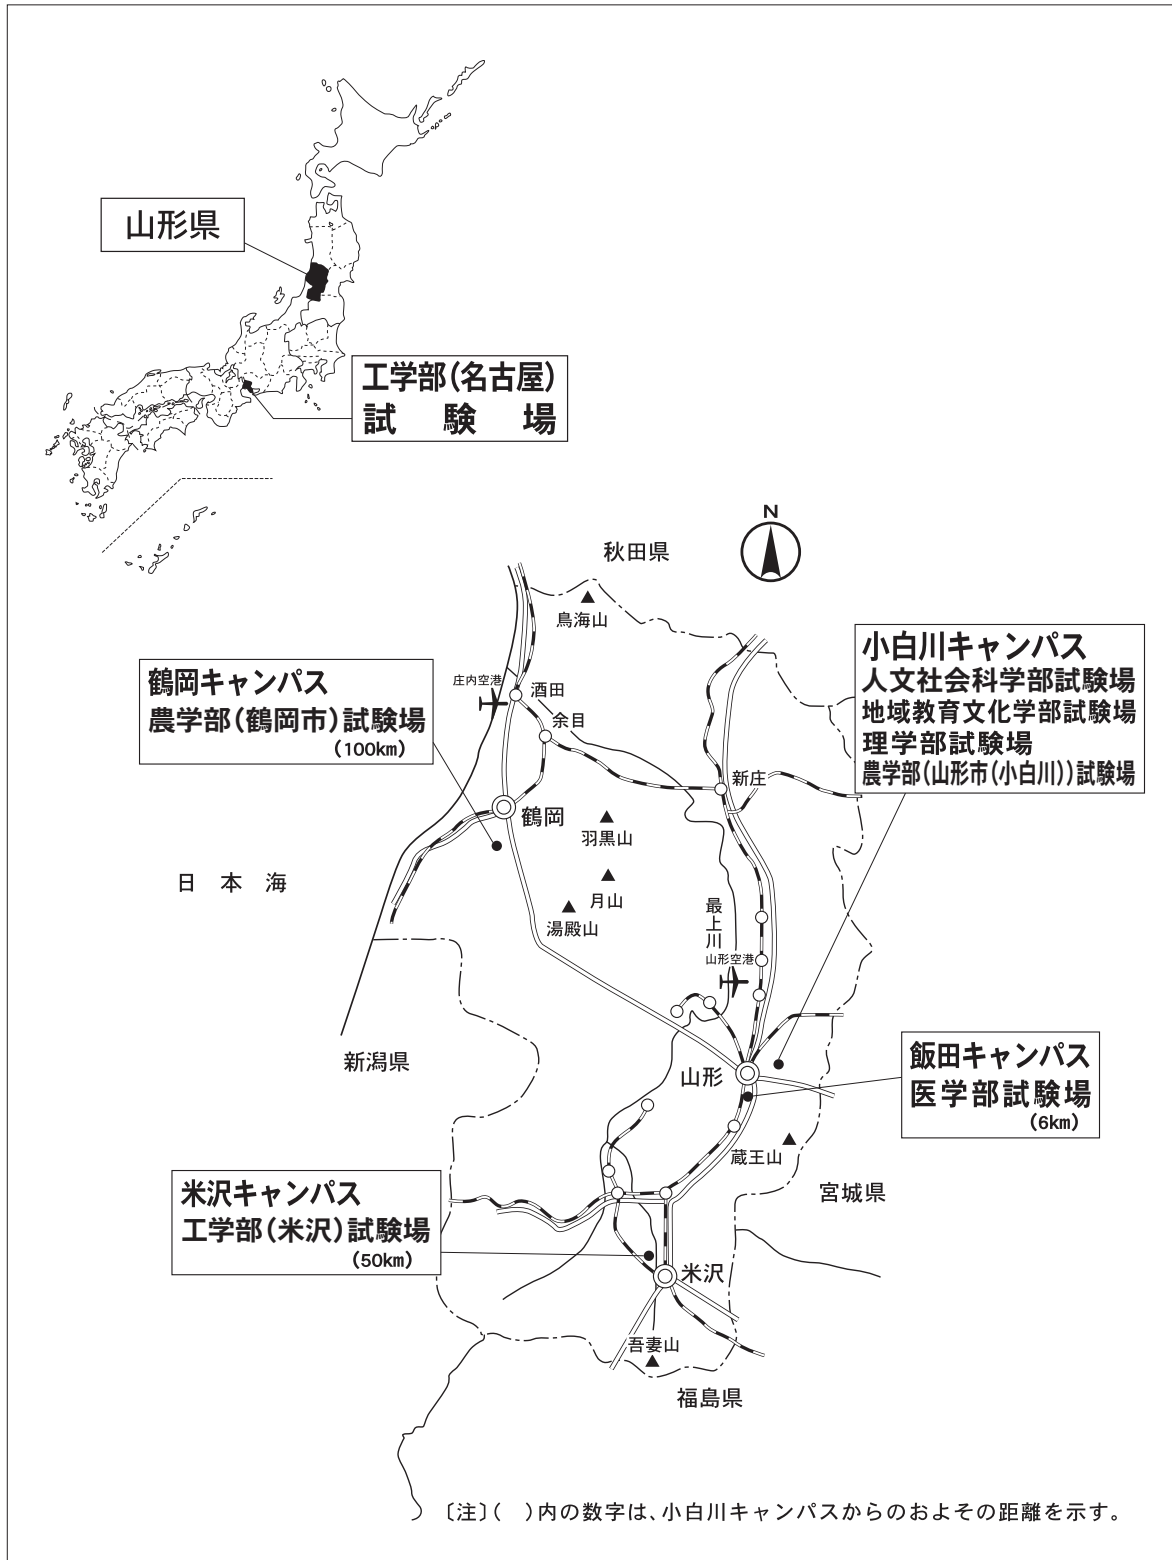 山形県
工学部（名古屋）
試験場
N
秋田県
鳥海山
小白川キャンパス
人文社会科学部試験場
地域教育文化学部試験場
理学部試験場
農学部（山形市（小白川））試験場
鶴岡キャンパス
農学部（鶴岡市）試験場
（100km）
庄内空港
酒田
余目
新庄
鶴岡
羽黒山
月山
湯殿山
日本海
最上川
山形空港
新潟県
山形
飯田キャンパス
医学部試験場
（6km）
蔵王山
宮城県
米沢キャンパス
工学部（米沢）試験場
（50km）
米沢
吾妻山
福島県
〔注〕（　）内の数字は、小白川キャンパスからのおよその距離を示す。